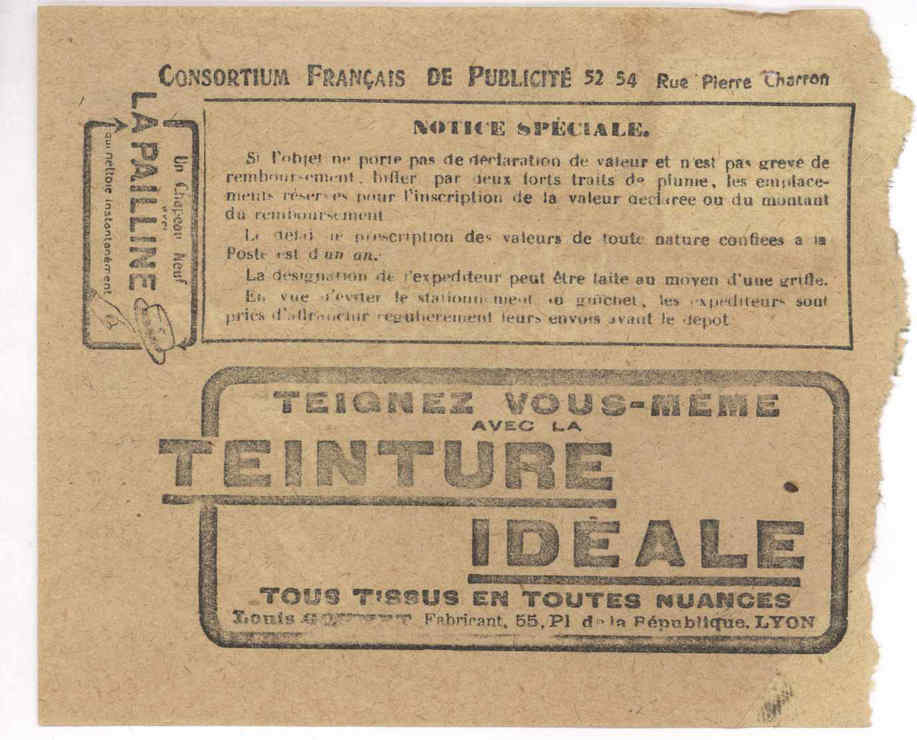 CONSORTIUM FRANÇAIS DE PUBLICITÉ 52 54 Rue Pierre Charron
NOTICE SPÉCIALE.
Si l'objet ne porte pas de déclaration de valeur et n'est pas grevé de
remboursement, biffer, par deux forts traits de plume, les emplace-
ments réservés pour l'inscription de la valeur déclarée ou du montant
du remboursement
Le délai de prescription des valeurs de toute nature confiées a la
Poste est d'un an.
La désignation de l'expéditeur peut être faite au moyen d'une griffe.
En vue d'éviter le stationnement au guichet, les expéditeurs sont
priés d'affranchir régulièrement leurs envois avant le dépot
Un Chapeau Neuf
avec
LA PAILLINE
qui nettoie instantanément
TEIGNEZ VOUS-MÊME
AVEC LA
TEINTURE
IDÉALE
TOUS TISSUS EN TOUTES NUANCES
Louis Fabricant, 55, Pl de la République, LYON